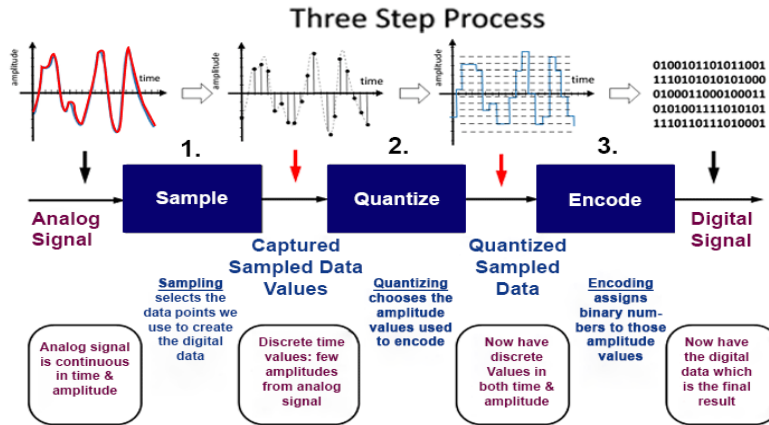 Three Step Process
amplitude
time
amplitude
time
amplitude
time
0100101101011001
1110101010101000
0100011000100011
0101001111010101
1110110111010001
1.
2.
3.
Sample
Quantize
Encode
Analog
Signal
Captured
Sampled Data
Values
Quantized
Sampled
Data
Digital
Signal
Sampling
selects the
data points we
use to create
the digital
data
Quantizing
chooses the
amplitude
values used
to encode
Encoding
assigns
binary num-
bers to those
amplitude
values
Analog signal
is continuous
in time &
amplitude
Discrete time
values: few
amplitudes
from analog
signal
Now have
discrete
Values in
both time &
amplitude
Now have
the digital
data which
is the final
result